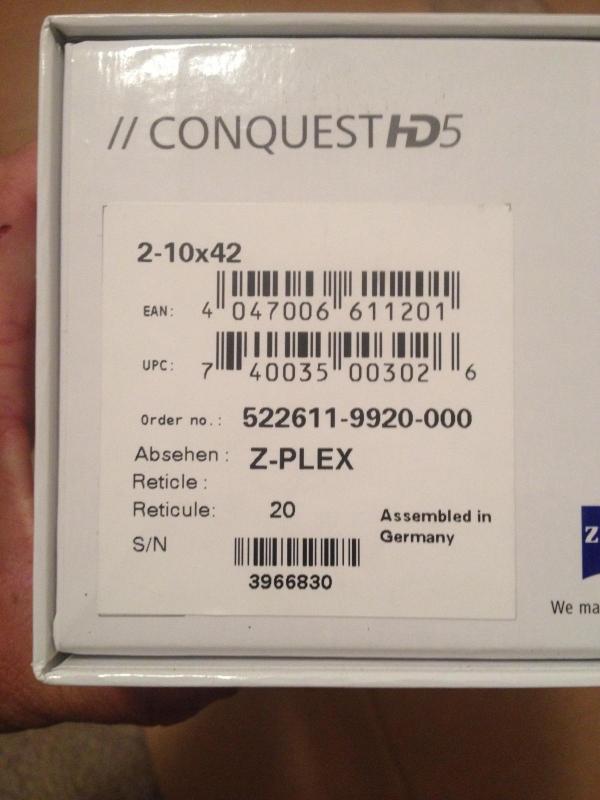 // CONQUEST HD5
2-10x42
EAN: 4 047006 611201
UPC: 7 40035 00302 6
Order no.: 522611-9920-000
Absehen : Z-PLEX
Reticle :
Reticule: 20
Assembled in
Germany
S/N
3966830
Z
We ma